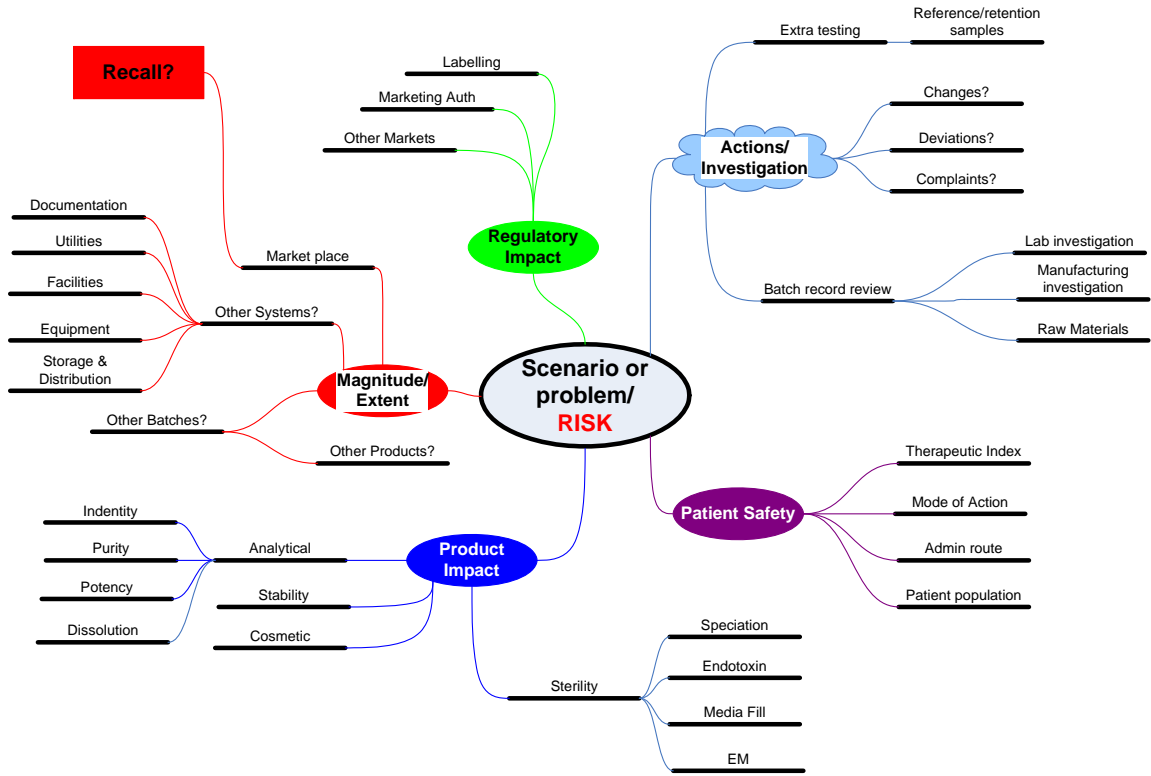 Reference/retention
samples
Extra testing
Recall?
Labelling
Marketing Auth
Other Markets
Changes?
Deviations?
Complaints?
Actions/
Investigation
Documentation
Utilities
Facilities
Equipment
Storage &
Distribution
Market place
Other Systems?
Regulatory
Impact
Lab investigation
Manufacturing
investigation
Raw Materials
Batch record review
Scenario or
problem/
RISK
Magnitude/
Extent
Other Batches?
Other Products?
Therapeutic Index
Mode of Action
Admin route
Patient population
Patient Safety
Indentity
Purity
Potency
Dissolution
Analytical
Stability
Cosmetic
Product
Impact
Speciation
Endotoxin
Media Fill
EM
Sterility